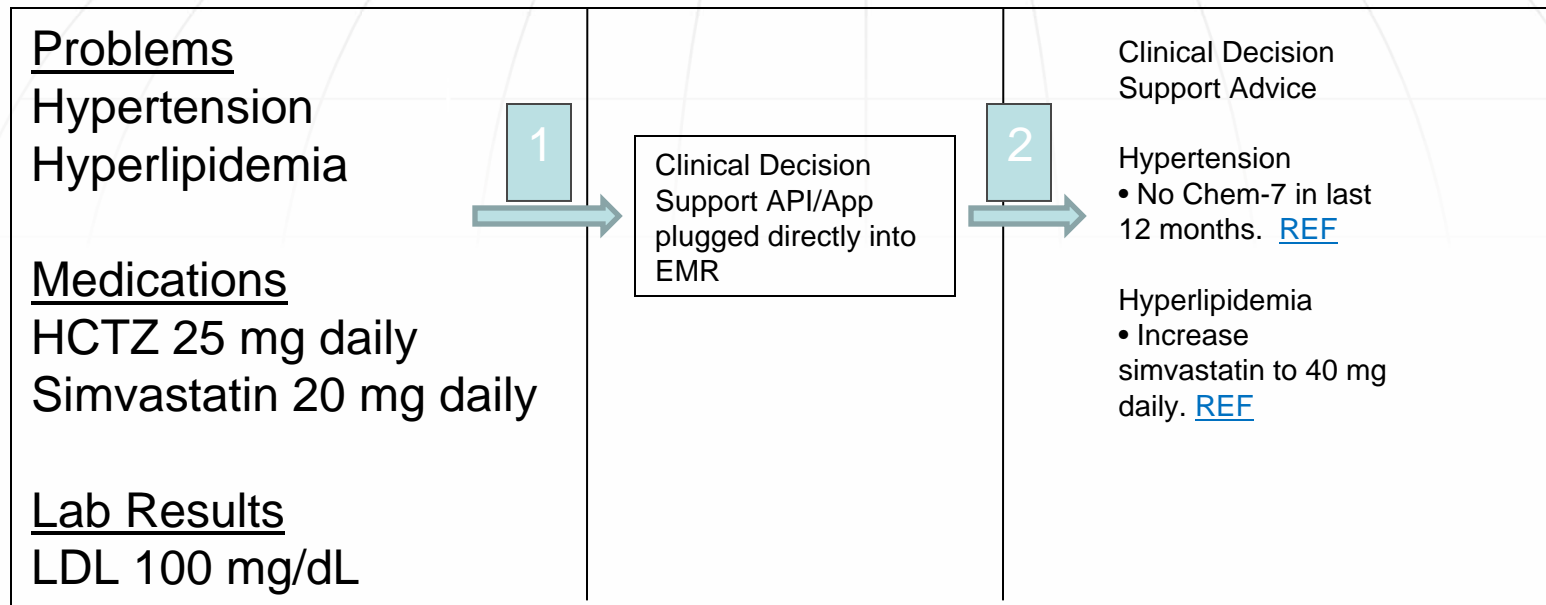 Problems
Hypertension
Hyperlipidemia
Medications
HCTZ 25 mg daily
Simvastatin 20 mg daily
Lab Results
LDL 100 mg/dL
1
Clinical Decision
Support API/App
plugged directly into
EMR
2
Clinical Decision
Support Advice
Hypertension
• No Chem-7 in last
12 months. REF
Hyperlipidemia
• Increase
simvastatin to 40 mg
daily. REF